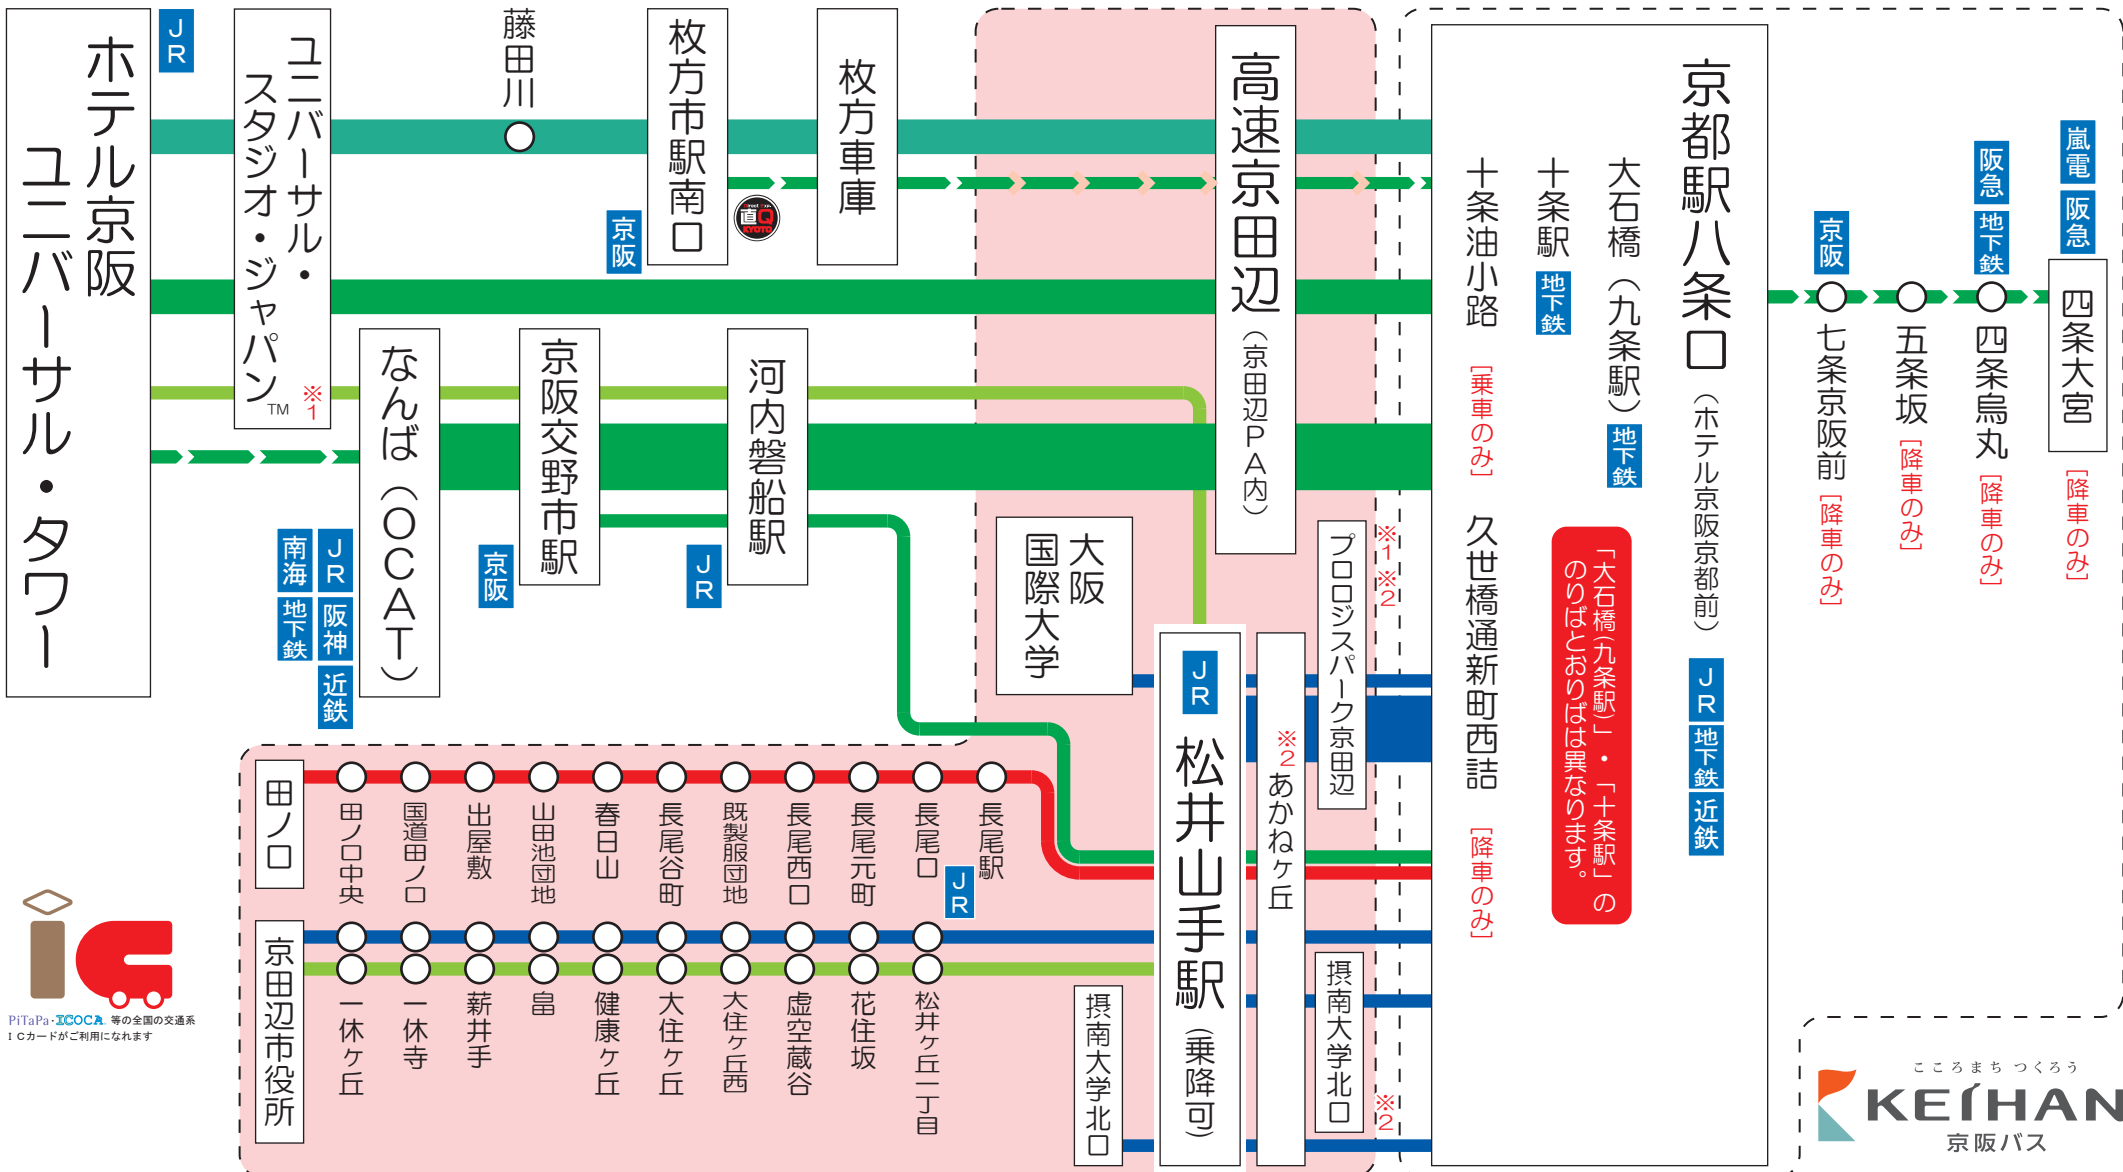 ホテル京阪
ユニバーサル・タワー
JR
ユニバーサル・
スタジオ・ジャパン™
※1
藤田川
枚方市駅南口
京阪
直Q
KYOTO
枚方車庫
高速京田辺
（京田辺PA内）
なんば（OCAT）
JR
阪神
近鉄
南海
地下鉄
京阪交野市駅
京阪
河内磐船駅
JR
大阪
国際大学
プロロジスパーク京田辺
※1 ※2
松井山手駅（乗降可）
JR
あかねヶ丘
※2
摂南大学北口
摂南大学北口
※2
京都駅八条口（ホテル京阪京都前）
JR
地下鉄
近鉄
大石橋（九条駅）
地下鉄
十条駅
地下鉄
十条油小路
[乗車のみ]
久世橋通新町西詰
[降車のみ]
「大石橋（九条駅）」・「十条駅」の
のりばとおりばは異なります。
京阪
七条京阪前
[降車のみ]
五条坂
[降車のみ]
阪急
地下鉄
四条烏丸
[降車のみ]
嵐電
阪急
四条大宮
[降車のみ]
田ノ口
田ノ口中央
国道田ノ口
出屋敷
山田池団地
春日山
長尾谷町
既製服団地
長尾西口
長尾元町
長尾口
長尾駅
JR
京田辺市役所
一休ヶ丘
一休寺
薪井手
畠
健康ヶ丘
大住ヶ丘
大住ヶ丘西
虚空蔵谷
花住坂
松井ヶ丘一丁目
ic
PiTaPa・ICOCA 等の全国の交通系
ICカードがご利用になれます
こころまち つくろう
KEIHAN
京阪バス